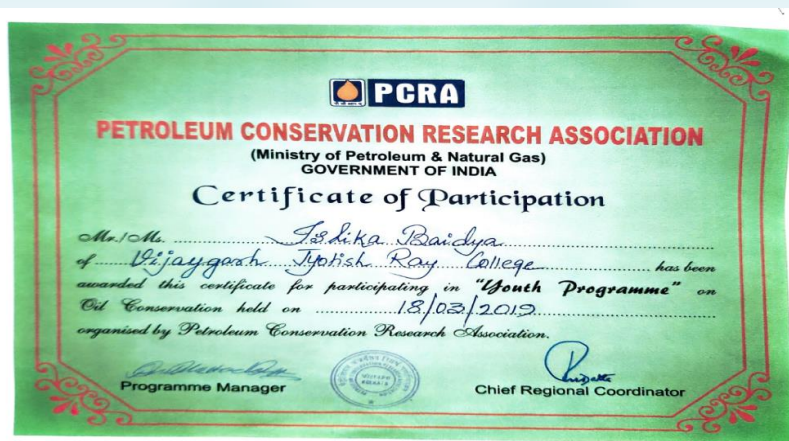 PCRA
PETROLEUM CONSERVATION RESEARCH ASSOCIATION
(Ministry of Petroleum & Natural Gas)
GOVERNMENT OF INDIA
Certificate of Participation
Mr./Ms. Ishika Baidya
of Vijaygarh Jyotish Ray College has been
awarded this certificate for participating in "Youth Programme" on
Oil Conservation held on 18/03/2019
organised by Petroleum Conservation Research Association.
Programme Manager
Chief Regional Coordinator